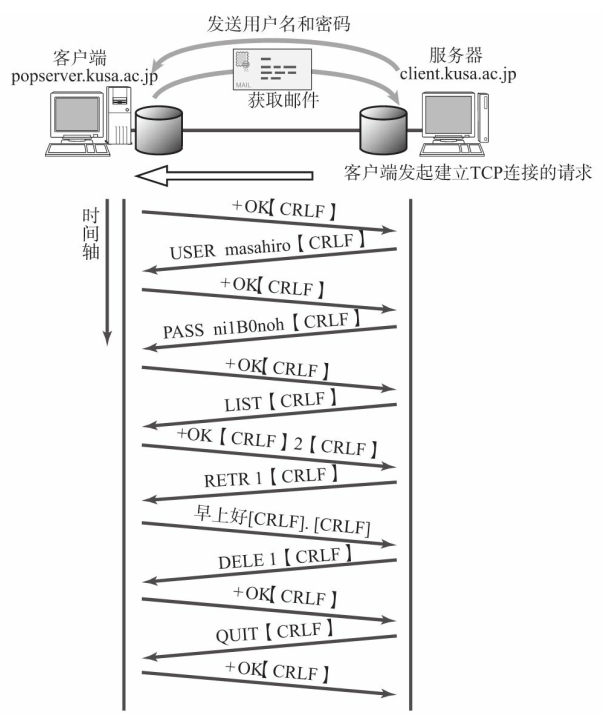 发送用户名和密码
客户端
popserver.kusa.ac.jp
服务器
client.kusa.ac.jp
MAIL
获取邮件
客户端发起建立TCP连接的请求
时间轴
+OK【CRLF】
USER masahiro【CRLF】
+OK【CRLF】
PASS ni1B0noh【CRLF】
+OK【CRLF】
LIST【CRLF】
+OK【CRLF】2【CRLF】
RETR 1【CRLF】
早上好[CRLF]. [CRLF]
DELE 1【CRLF】
+OK【CRLF】
QUIT【CRLF】
+OK【CRLF】